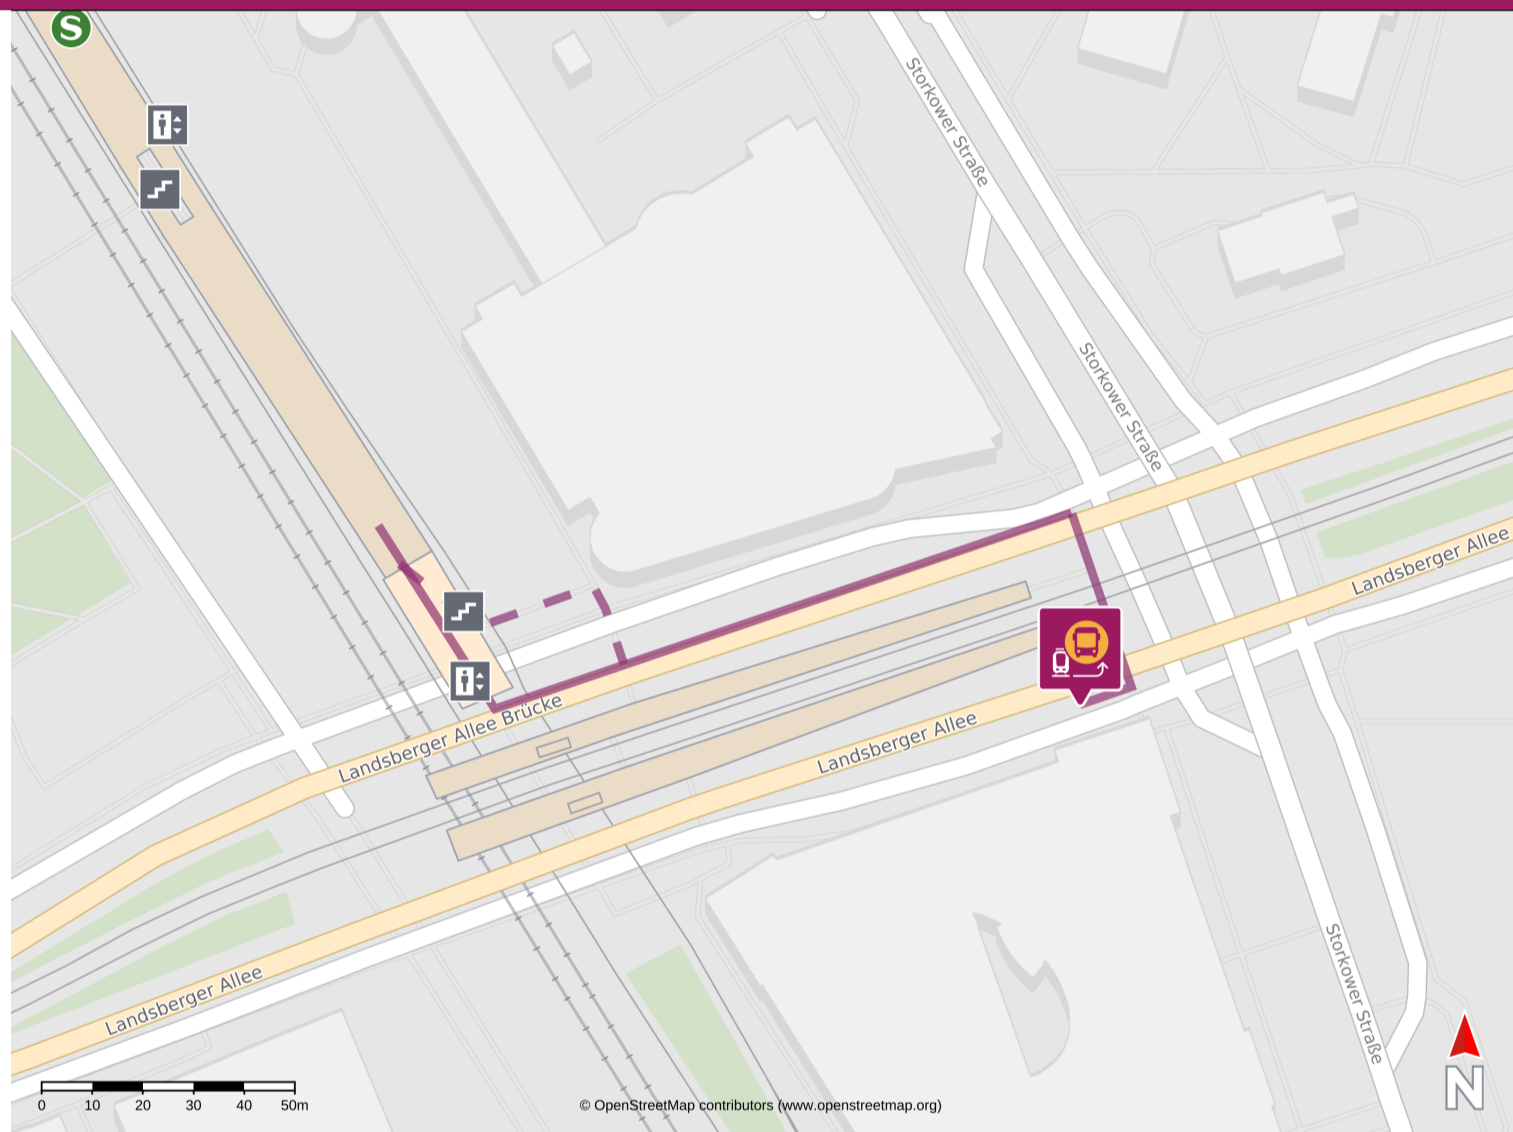 S
Storkower Straße
Storkower Straße
Landsberger Allee
Landsberger Allee Brücke
Landsberger Allee
Landsberger Allee
Storkower Straße
0 10 20 30 40 50m
© OpenStreetMap contributors (www.openstreetmap.org)
N